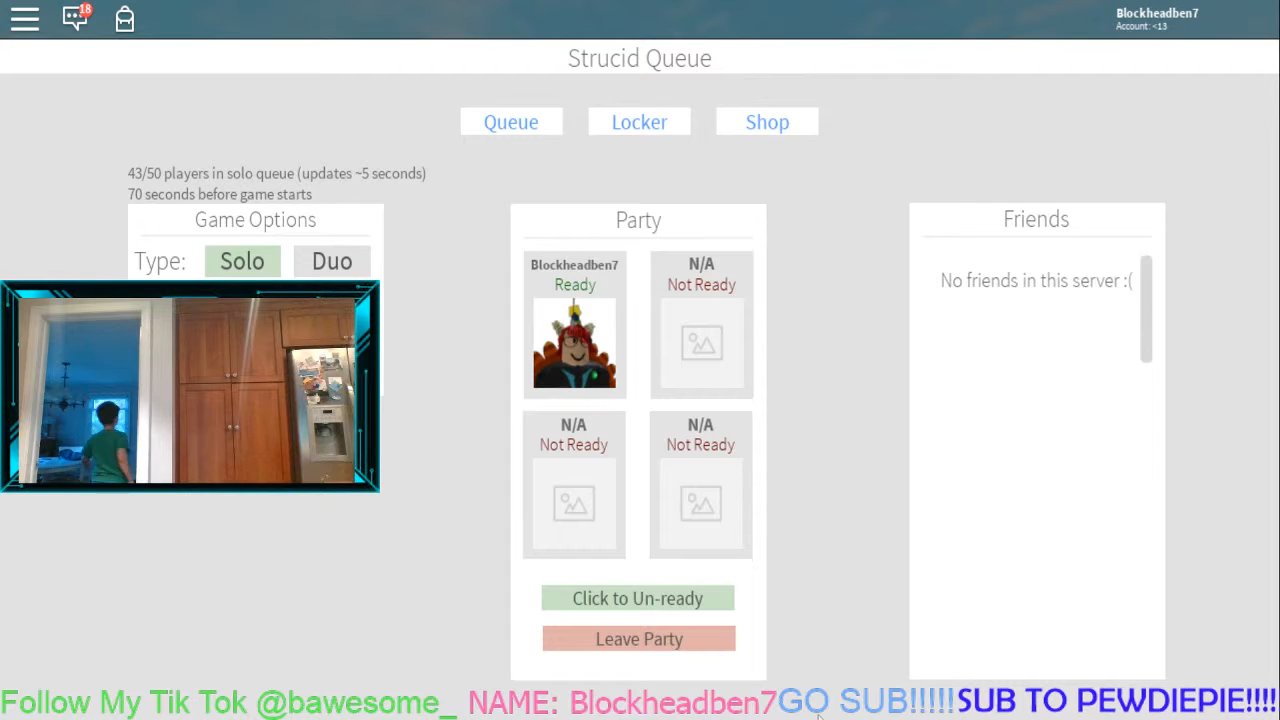 18
Blockheadben7
Account: <13
Strucid Queue
Queue
Locker
Shop
43/50 players in solo queue (updates ~5 seconds)
70 seconds before game starts
Game Options
Type:
Solo
Duo
Party
Blockheadben7
Ready
N/A
Not Ready
N/A
Not Ready
N/A
Not Ready
Click to Un-ready
Leave Party
Friends
No friends in this server :(
Follow My Tik Tok @bawesome_ NAME: Blockheadben7GO SUB!!!!!SUB TO PEWDIEPIE!!!!